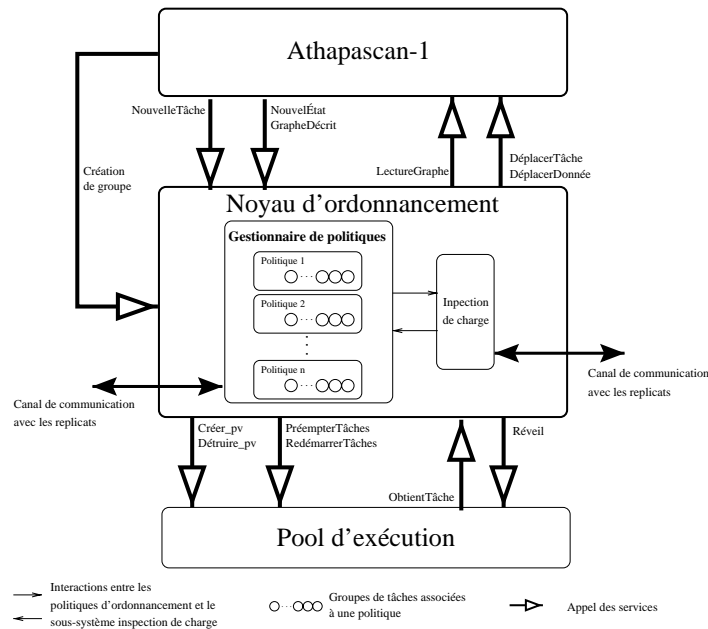 Athapascan-1
NouvelleTâche
NouvelÉtat
GrapheDécrit
Création
de groupe
LectureGraphe
DéplacerTâche
DéplacerDonnée
Noyau d'ordonnancement
Gestionnaire de politiques
Politique 1
Politique 2
Politique n
Inpection
de charge
Canal de communication
avec les replicats
Canal de communication
avec les replicats
Créer_pv
Détruire_pv
PréempterTâches
RedémarrerTâches
ObtientTâche
Réveil
Pool d'exécution
Interactions entre les
politiques d'ordonnancement et le
sous-système inspection de charge
Groupes de tâches associées
à une politique
Appel des services